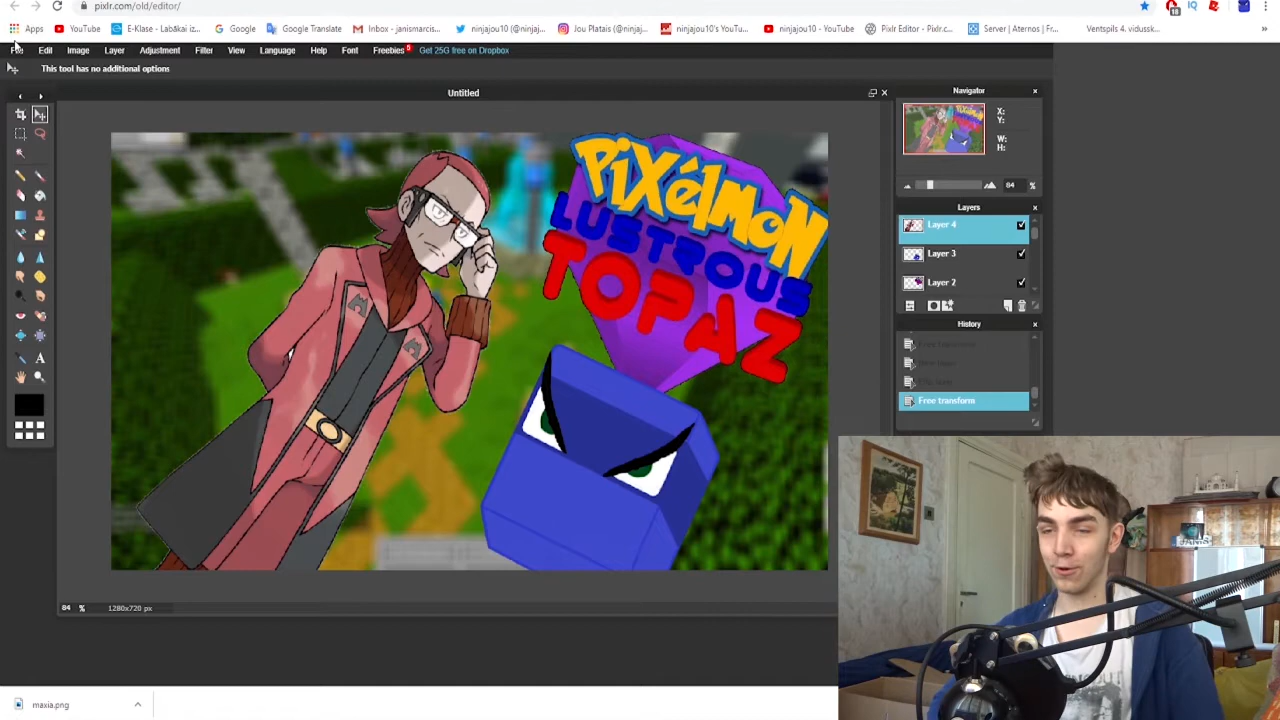 pixlr.com/old/editor/
Apps YouTube E-Klase - Labākai iz... Google Google Translate Inbox - janismarcis... ninjajou10 (@ninjaj... Jou Platais (@ninja... ninjajou10's YouTu... ninjajou10 - YouTube Pixlr Editor - Pixlr.c... Server | Aternos | Fr... Ventspils 4. vidussk... »
File Edit Image Layer Adjustment Filter View Language Help Font Freebies 5 Get 25G free on Dropbox
This tool has no additional options
Untitled
PiXélMON
LUSTROUS
TOPAZ
84 % 1280x720 px
Navigator
X:
Y:
W:
H:
84 %
Layers
Layer 4
Layer 3
Layer 2
History
Free transform
maxia.png